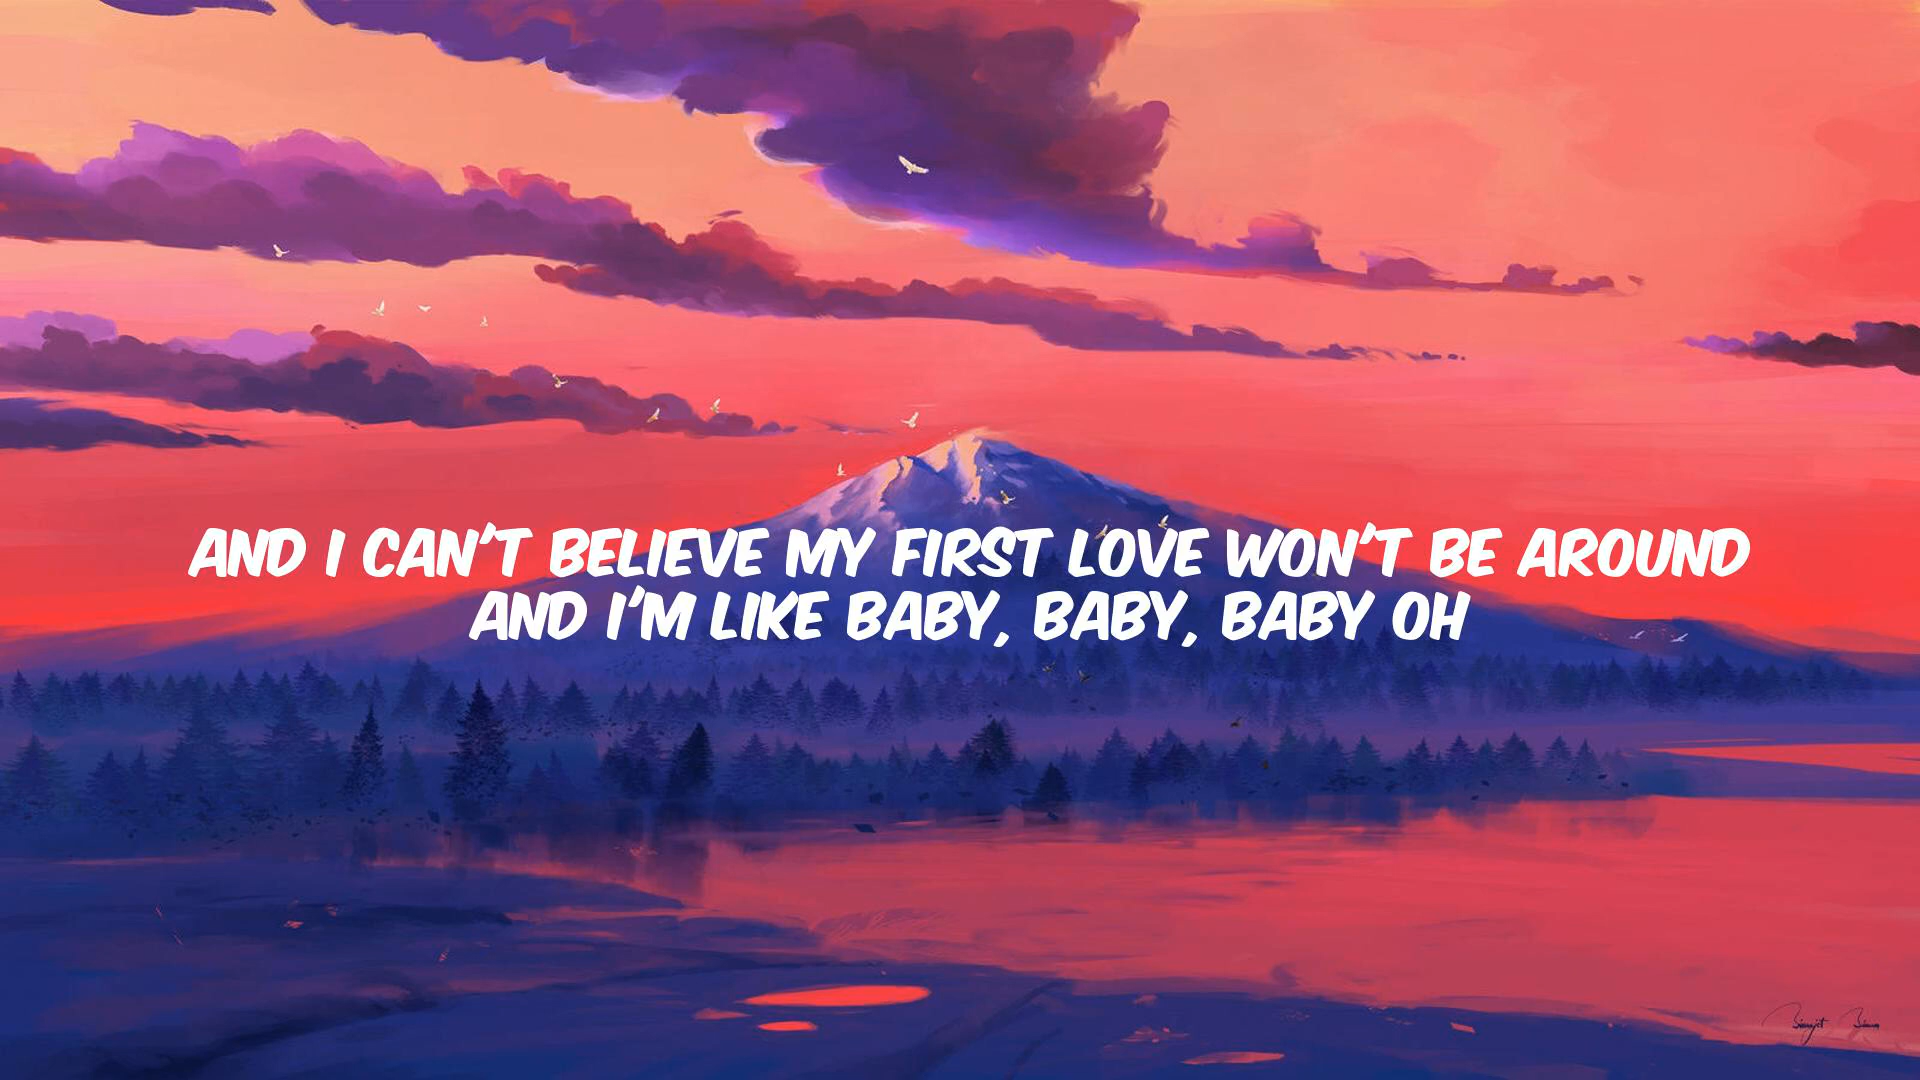 AND I CAN'T BELIEVE MY FIRST LOVE WON'T BE AROUND
AND I'M LIKE BABY, BABY, BABY OH